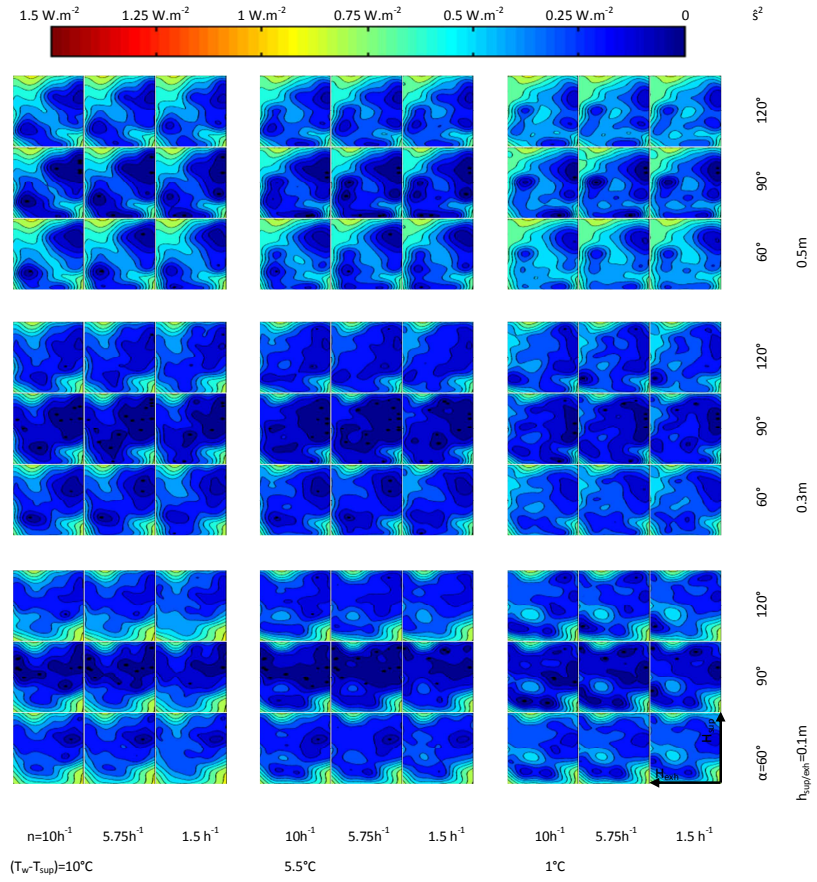 1.5 W.m⁻² 1.25 W.m⁻² 1 W.m⁻² 0.75 W.m⁻² 0.5 W.m⁻² 0.25 W.m⁻² 0 ŝ²
120°
90°
60°
0.5m
120°
90°
60°
0.3m
120°
90°
α=60°
h_sup/exh=0.1m
H_exh
n=10h⁻¹ 5.75h⁻¹ 1.5 h⁻¹ 10h⁻¹ 5.75h⁻¹ 1.5 h⁻¹ 10h⁻¹ 5.75h⁻¹ 1.5 h⁻¹
(T_w-T_sup)=10°C 5.5°C 1°C